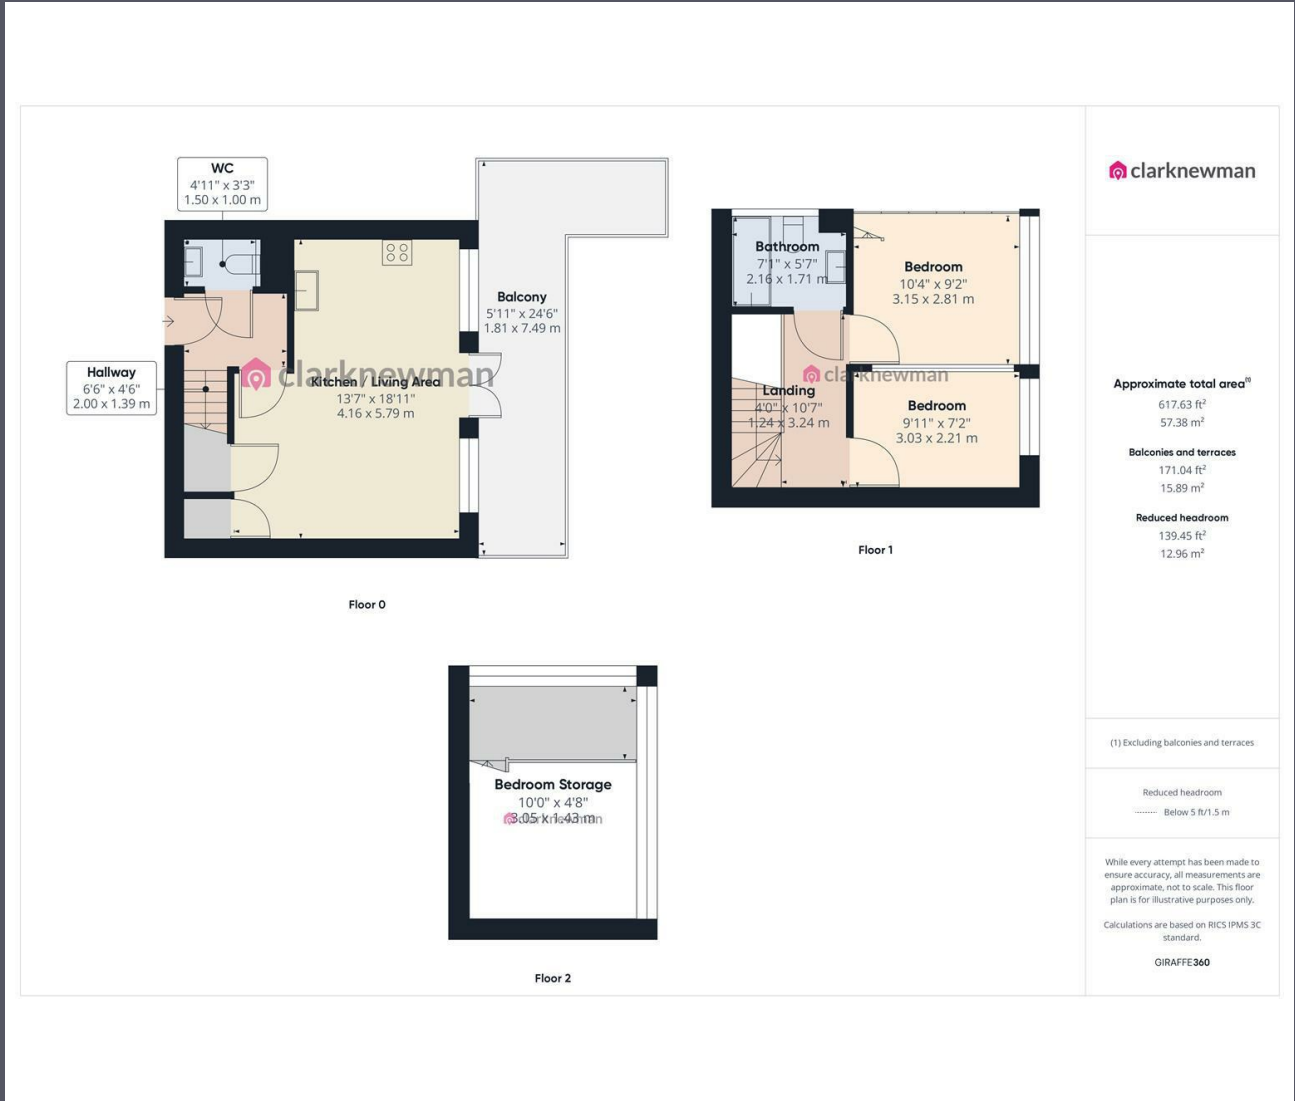 WC
4'11" x 3'3"
1.50 x 1.00 m
Hallway
6'6" x 4'6"
2.00 x 1.39 m
Kitchen / Living Area
13'7" x 18'11"
4.16 x 5.79 m
clarknewman
Balcony
5'11" x 24'6"
1.81 x 7.49 m
Floor 0
Bathroom
7'1" x 5'7"
2.16 x 1.71 m
Bedroom
10'4" x 9'2"
3.15 x 2.81 m
clarknewman
Landing
4'0" x 10'7"
1.24 x 3.24 m
Bedroom
9'11" x 7'2"
3.03 x 2.21 m
Floor 1
Bedroom Storage
10'0" x 4'8"
3.05 x 1.43 m
clarknewman
Floor 2
clarknewman
Approximate total area⁽¹⁾
617.63 ft²
57.38 m²
Balconies and terraces
171.04 ft²
15.89 m²
Reduced headroom
139.45 ft²
12.96 m²
(1) Excluding balconies and terraces
Reduced headroom
Below 5 ft/1.5 m
While every attempt has been made to
ensure accuracy, all measurements are
approximate, not to scale. This floor
plan is for illustrative purposes only.
Calculations are based on RICS IPMS 3C
standard.
GIRAFFE360